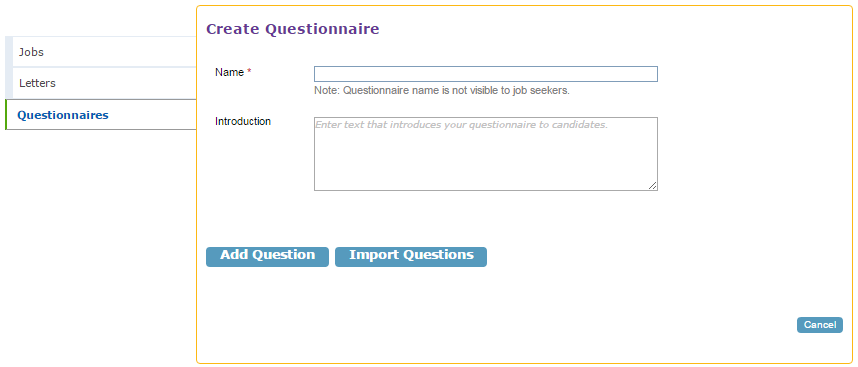 Create Questionnaire
Jobs
Letters
Questionnaires
Name *
Note: Questionnaire name is not visible to job seekers.
Introduction
Enter text that introduces your questionnaire to candidates.
Add Question
Import Questions
Cancel